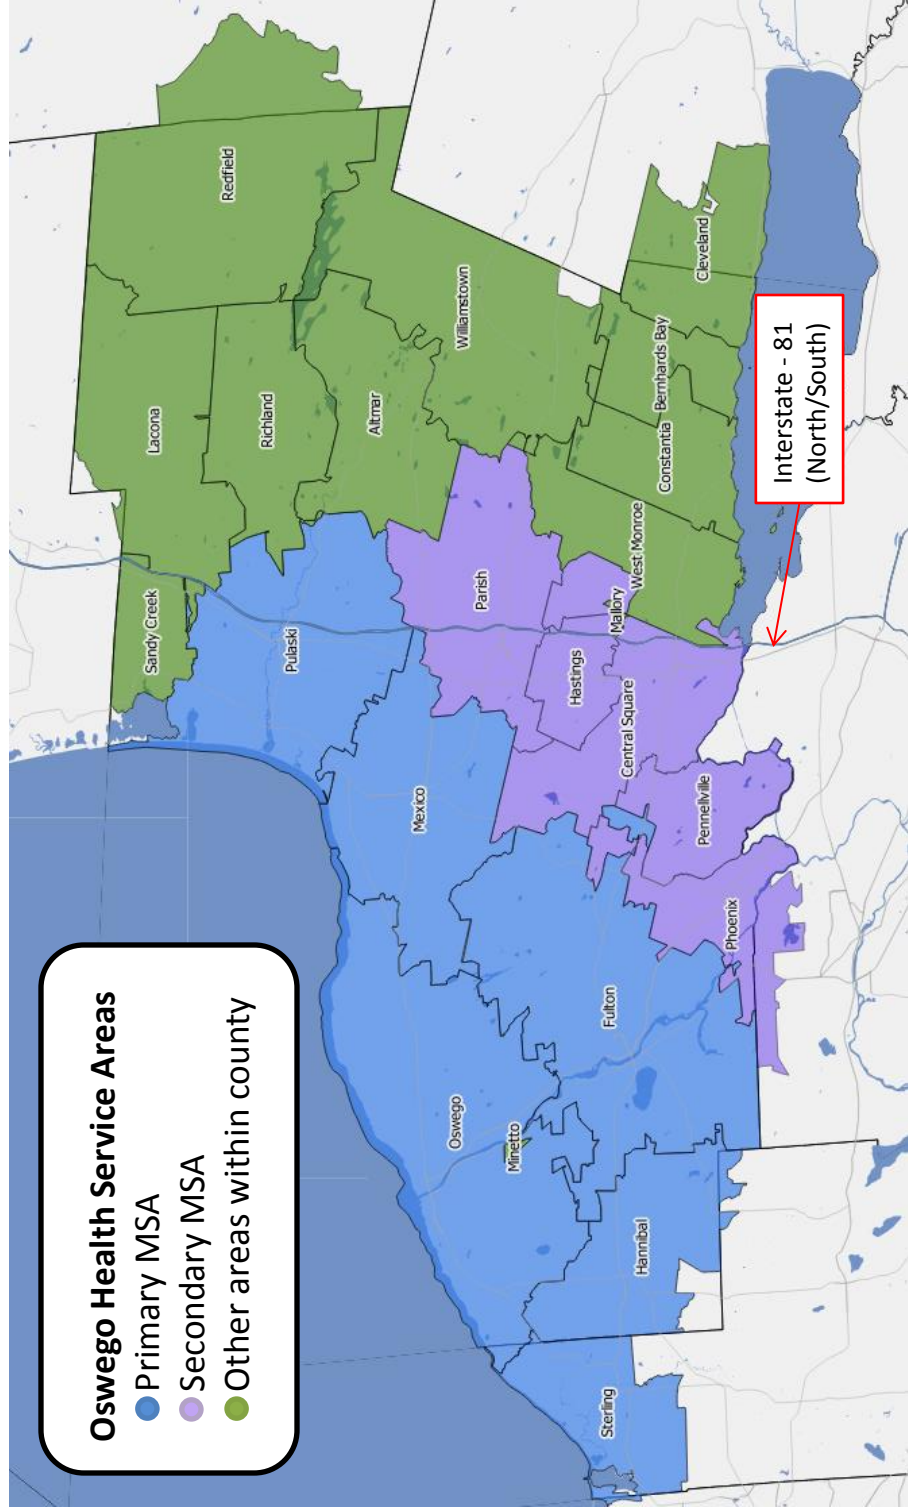 Oswego Health Service Areas
Primary MSA
Secondary MSA
Other areas within county
Sandy Creek
Lacona
Redfield
Richland
Pulaski
Altmar
Mexico
Parish
Williamstown
Oswego
Minetto
Hastings
Mallory
West Monroe
Constantia
Bernhards Bay
Cleveland
Central Square
Fulton
Hannibal
Sterling
Pennellville
Phoenix
Interstate - 81
(North/South)